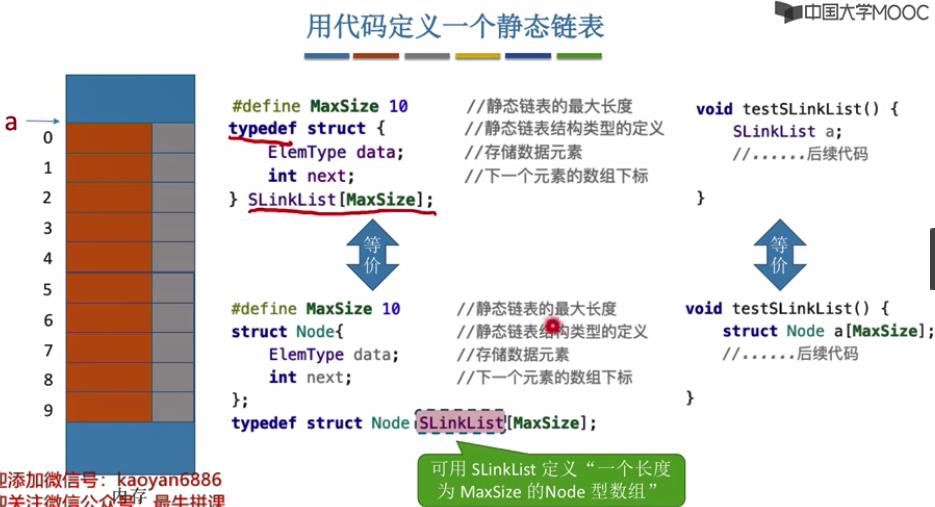 用代码定义一个静态链表
中国大学MOOC
a
0
1
2
3
4
5
6
7
8
9
内存
#define MaxSize 10 //静态链表的最大长度
typedef struct { //静态链表结构类型的定义
ElemType data; //存储数据元素
int next; //下一个元素的数组下标
} SLinkList[MaxSize];
void testSLinkList() {
SLinkList a;
//......后续代码
}
等
价
等
价
#define MaxSize 10 //静态链表的最大长度
struct Node{ //静态链表结构类型的定义
ElemType data; //存储数据元素
int next; //下一个元素的数组下标
};
typedef struct Node SLinkList[MaxSize];
void testSLinkList() {
struct Node a[MaxSize];
//......后续代码
}
可用 SLinkList 定义“一个长度
为 MaxSize 的Node 型数组”
迎添加微信号：kaoyan6886
迎关注微信公众号：最牛拼课